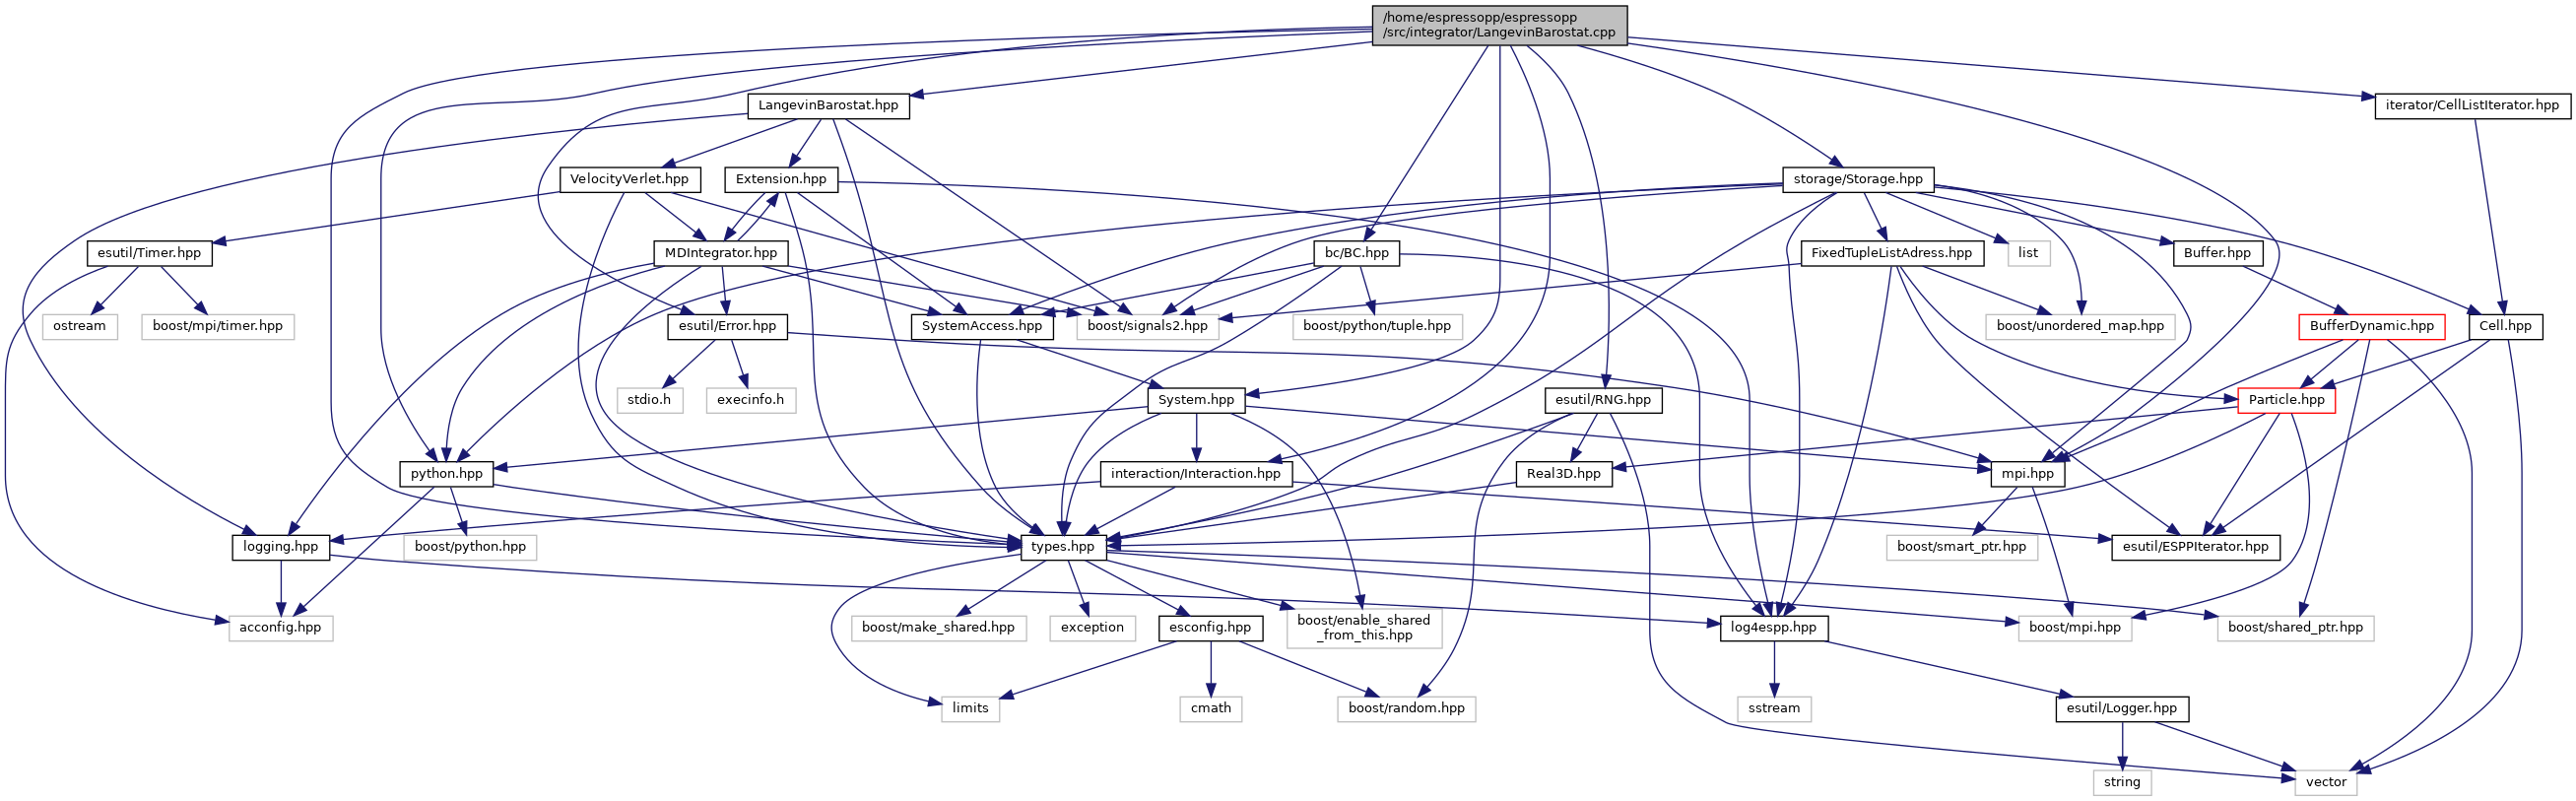 /home/espressopp/espressopp
/src/integrator/LangevinBarostat.cpp
LangevinBarostat.hpp
iterator/CellListIterator.hpp
VelocityVerlet.hpp
Extension.hpp
storage/Storage.hpp
esutil/Timer.hpp
MDIntegrator.hpp
bc/BC.hpp
FixedTupleListAdress.hpp
list
Buffer.hpp
ostream
boost/mpi/timer.hpp
esutil/Error.hpp
SystemAccess.hpp
boost/signals2.hpp
boost/python/tuple.hpp
boost/unordered_map.hpp
BufferDynamic.hpp
Cell.hpp
stdio.h
execinfo.h
System.hpp
esutil/RNG.hpp
Particle.hpp
python.hpp
interaction/Interaction.hpp
Real3D.hpp
mpi.hpp
logging.hpp
boost/python.hpp
types.hpp
boost/smart_ptr.hpp
esutil/ESPPIterator.hpp
acconfig.hpp
boost/make_shared.hpp
exception
esconfig.hpp
boost/enable_shared
_from_this.hpp
log4espp.hpp
boost/mpi.hpp
boost/shared_ptr.hpp
limits
cmath
boost/random.hpp
sstream
esutil/Logger.hpp
string
vector